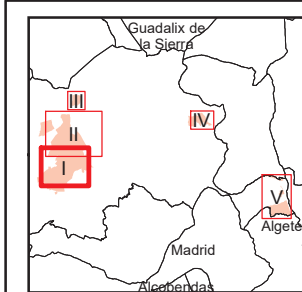 Guadalix de
la Sierra
III
II
IV
I
V
Algete
Madrid
Alcobendas